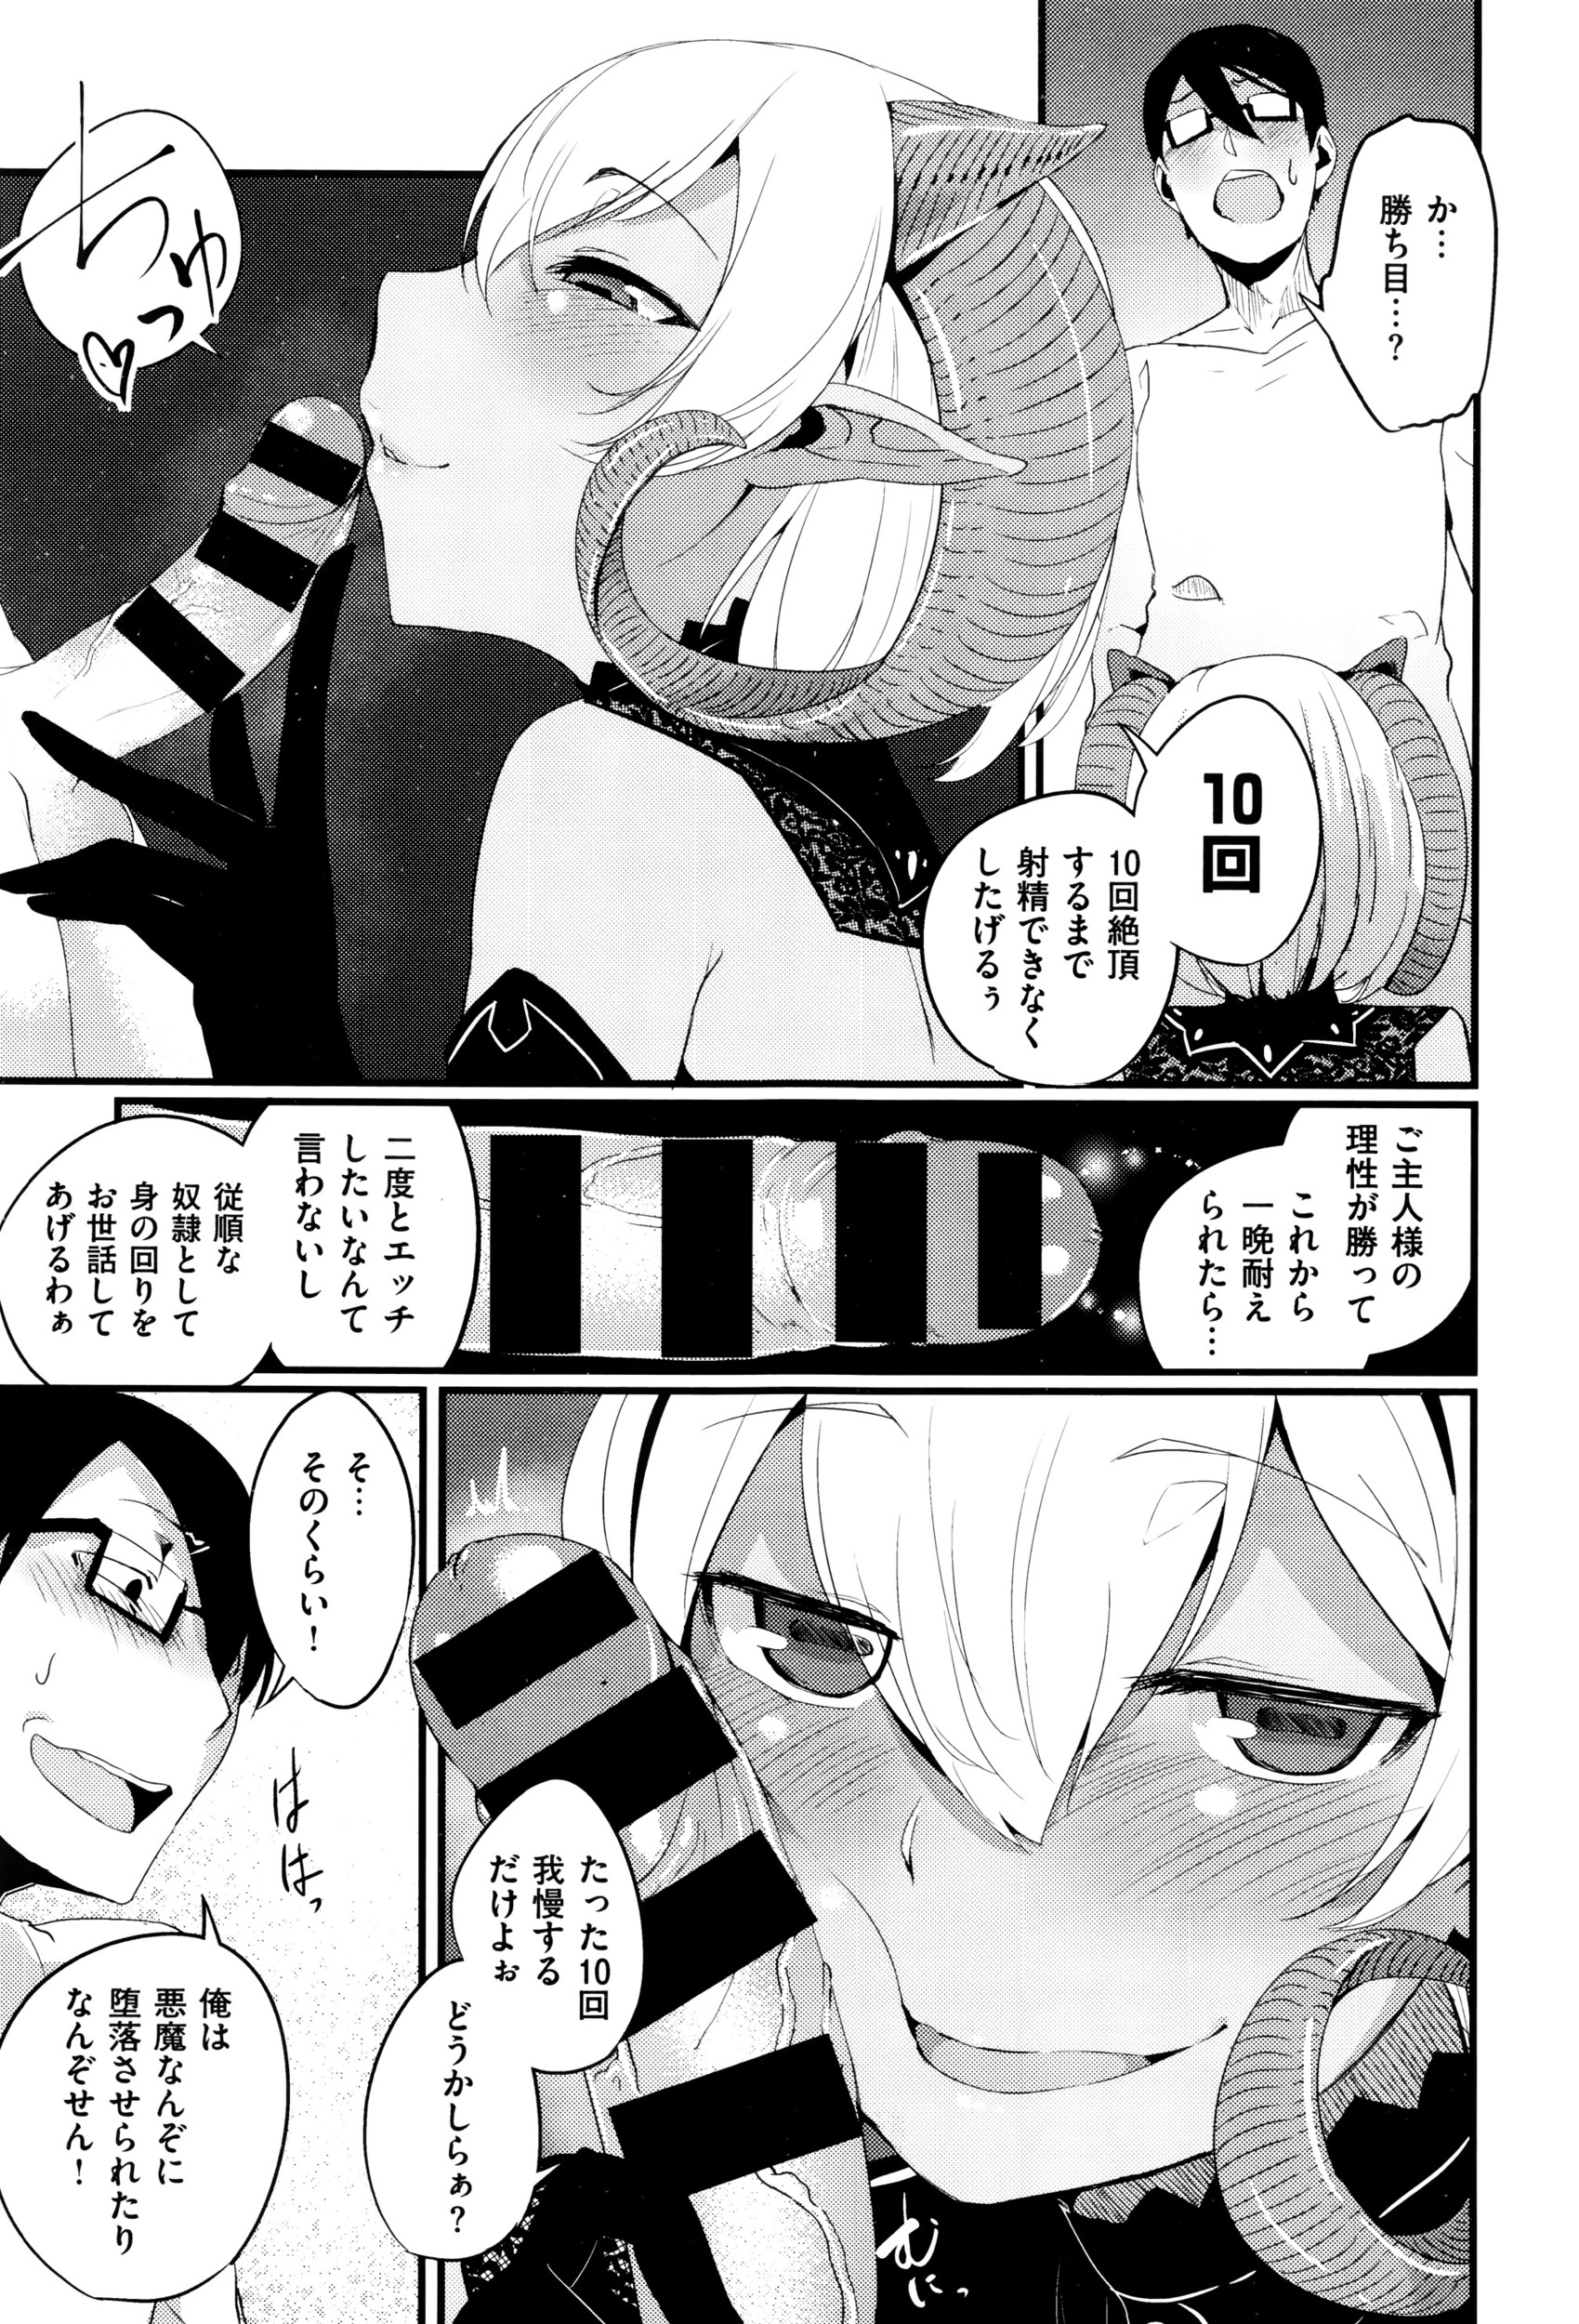 か…
勝ち目…?
10回
10回絶頂
するまで
射精できなく
したげるぅ
ちゅっ♡
ご主人様の
理性が勝って
これから
一晩耐え
られたら…
二度とエッチ
したいなんて
言わないし
従順な
奴隷として
身の回りを
お世話して
あげるわぁ
たった10回
我慢する
だけよぉ
どうかしらぁ?
むにっ
そ…
そのくらい!
はーはーっ
俺は
悪魔なんぞに
堕落させられたり
なんぞせん!